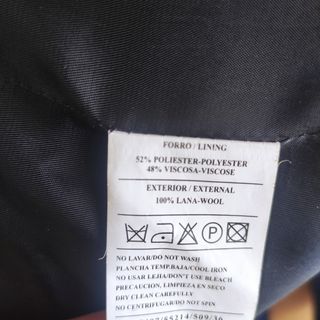 FORRO / LINING
52% POLIESTER-POLYESTER
48% VISCOSA-VISCOSE
EXTERIOR / EXTERNAL
100% LANA-WOOL
P
NO LAVAR/DO NOT WASH
PLANCHA TEMP.BAJA/COOL IRON
NO USAR LEJIA/DON'T USE BLEACH
PRECAUCION, LIMPIEZA EN SECO
DRY CLEAN CAREFULLY
NO CENTRIFUGAR/DO NOT SPIN